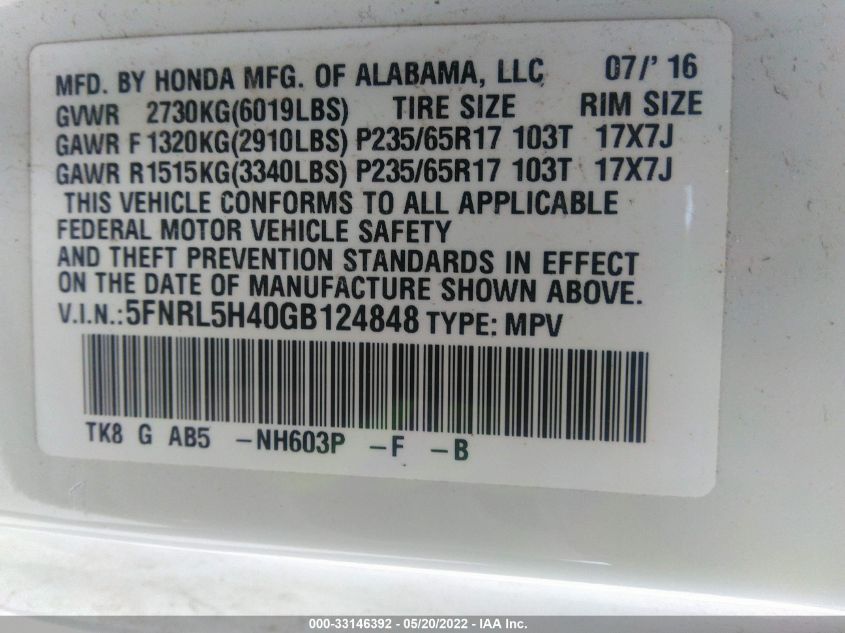 MFD. BY HONDA MFG. OF ALABAMA, LLC 07/'16
GVWR 2730KG(6019LBS) TIRE SIZE RIM SIZE
GAWR F 1320KG(2910LBS) P235/65R17 103T 17X7J
GAWR R1515KG(3340LBS) P235/65R17 103T 17X7J
THIS VEHICLE CONFORMS TO ALL APPLICABLE
FEDERAL MOTOR VEHICLE SAFETY
AND THEFT PREVENTION STANDARDS IN EFFECT
ON THE DATE OF MANUFACTURE SHOWN ABOVE.
V.I.N.:5FNRL5H40GB124848 TYPE: MPV
TK8 G AB5 -NH603P -F -B
000-33146392 - 05/20/2022 - IAA Inc.